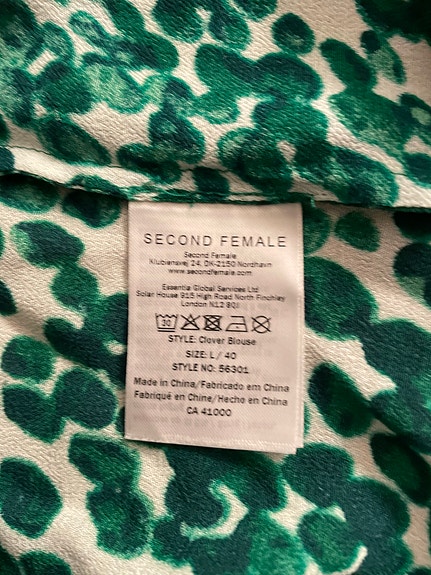 SECOND FEMALE
Second Female
Klubiensvej 24, DK-2150 Nordhavn
www.secondfemale.com
Essentia Global Services Ltd
Solar House 915 High Road North Finchley
London N12 8QJ
30
STYLE: Clover Blouse
SIZE: L / 40
STYLE NO: 56301
Made in China/Fabricado em China
Fabriqué en Chine/Hecho en China
CA 41000